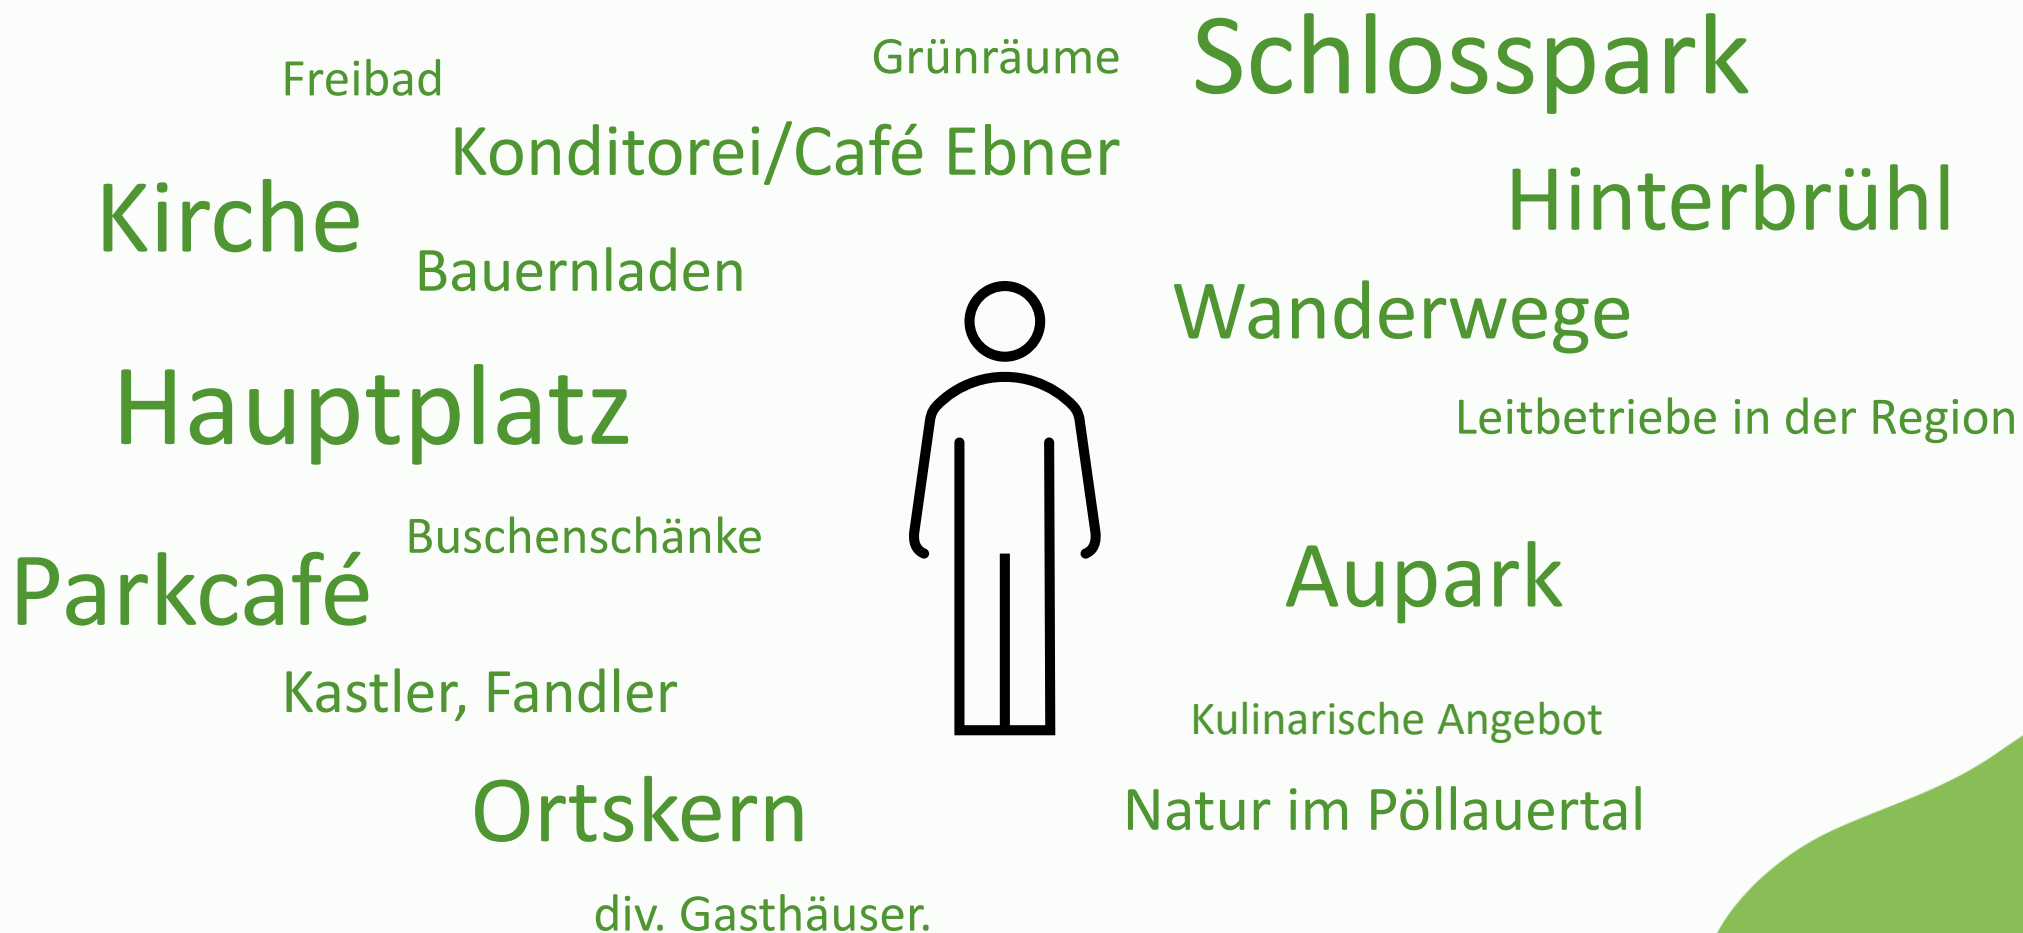 Schlosspark
Grünräume
Freibad
Konditorei/Café Ebner
Hinterbrühl
Kirche
Bauernladen
Wanderwege
Hauptplatz
Leitbetriebe in der Region
Buschenschänke
Aupark
Parkcafé
Kastler, Fandler
Kulinarische Angebot
Ortskern
Natur im Pöllauertal
div. Gasthäuser.